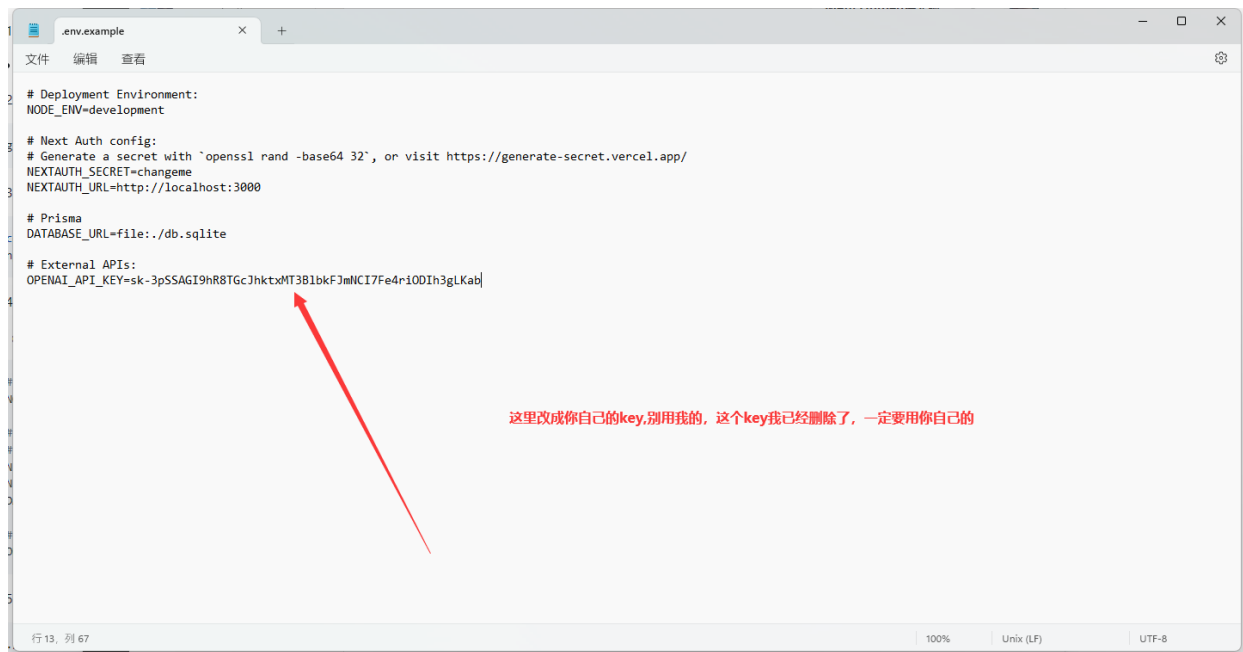 .env.example
文件 编辑 查看
# Deployment Environment:
NODE_ENV=development
# Next Auth config:
# Generate a secret with `openssl rand -base64 32`, or visit https://generate-secret.vercel.app/
NEXTAUTH_SECRET=changeme
NEXTAUTH_URL=http://localhost:3000
# Prisma
DATABASE_URL=file:./db.sqlite
# External APIs:
OPENAI_API_KEY=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
这里改成你自己的key,别用我的，这个key我已经删除了，一定要用你自己的
行 13，列 67 100% Unix (LF) UTF-8